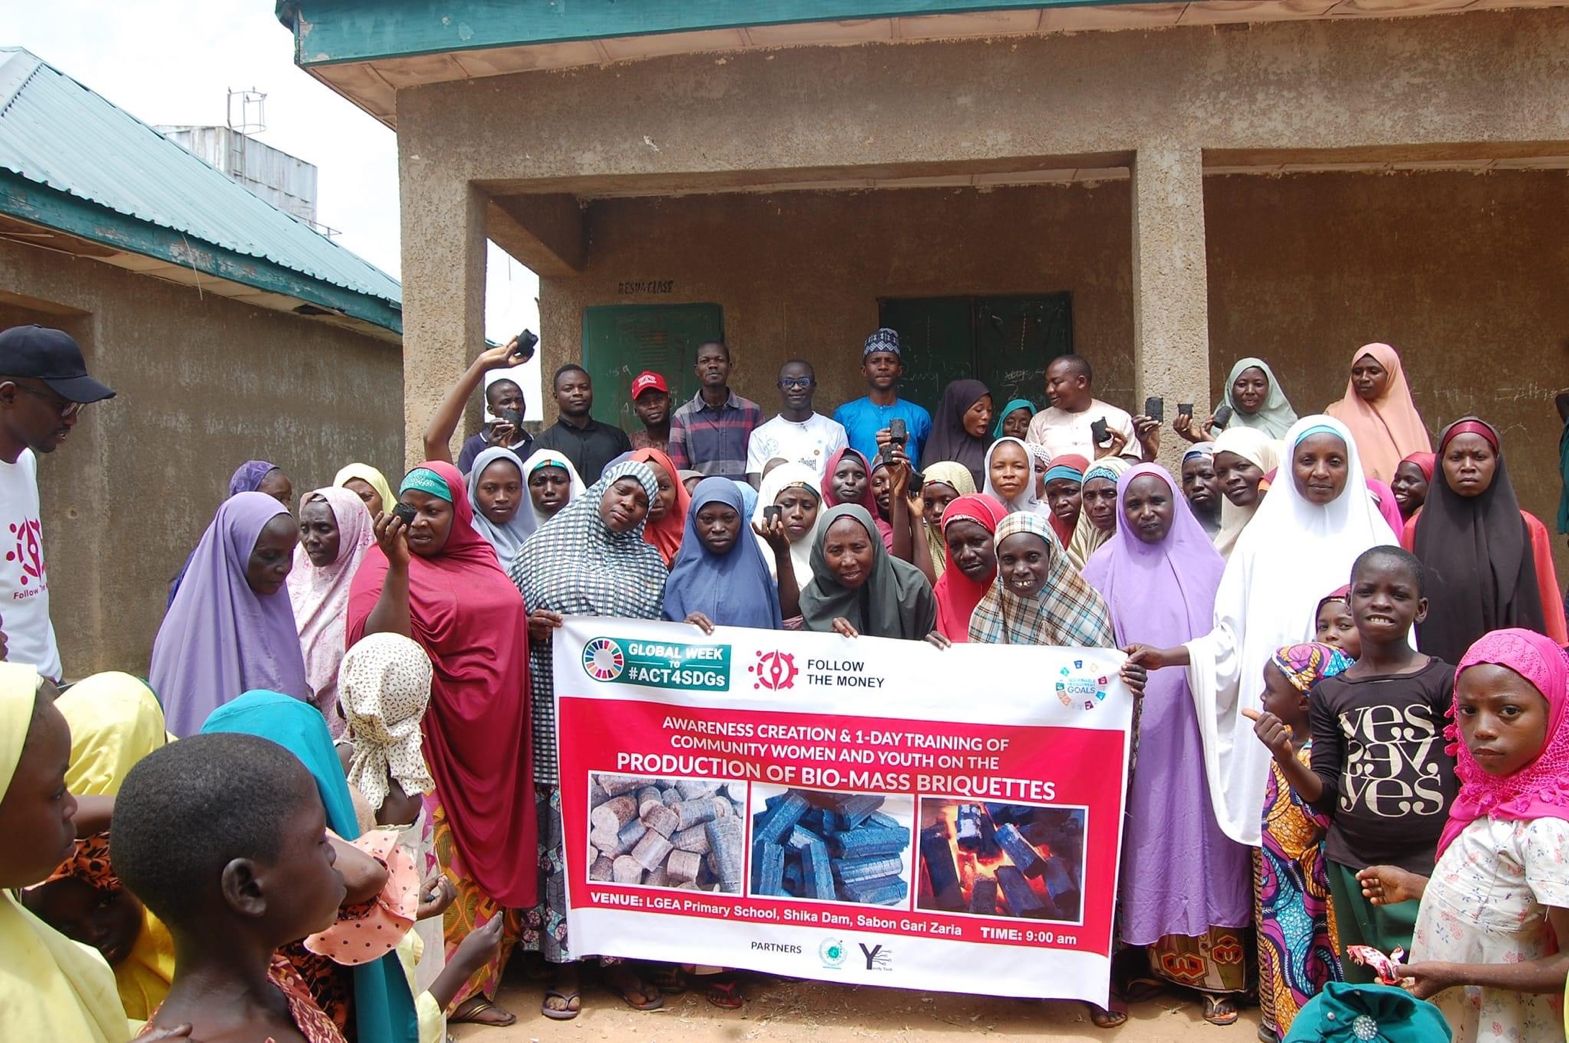 RESUACLASS
GLOBAL WEEK
TO
#ACT4SDGs
FOLLOW
THE MONEY
GOALS
AWARENESS CREATION & 1-DAY TRAINING OF
COMMUNITY WOMEN AND YOUTH ON THE
PRODUCTION OF BIO-MASS BRIQUETTES
VENUE: LGEA Primary School, Shika Dam, Sabon Gari Zaria TIME: 9:00 am
PARTNERS
Follow
yes
yes